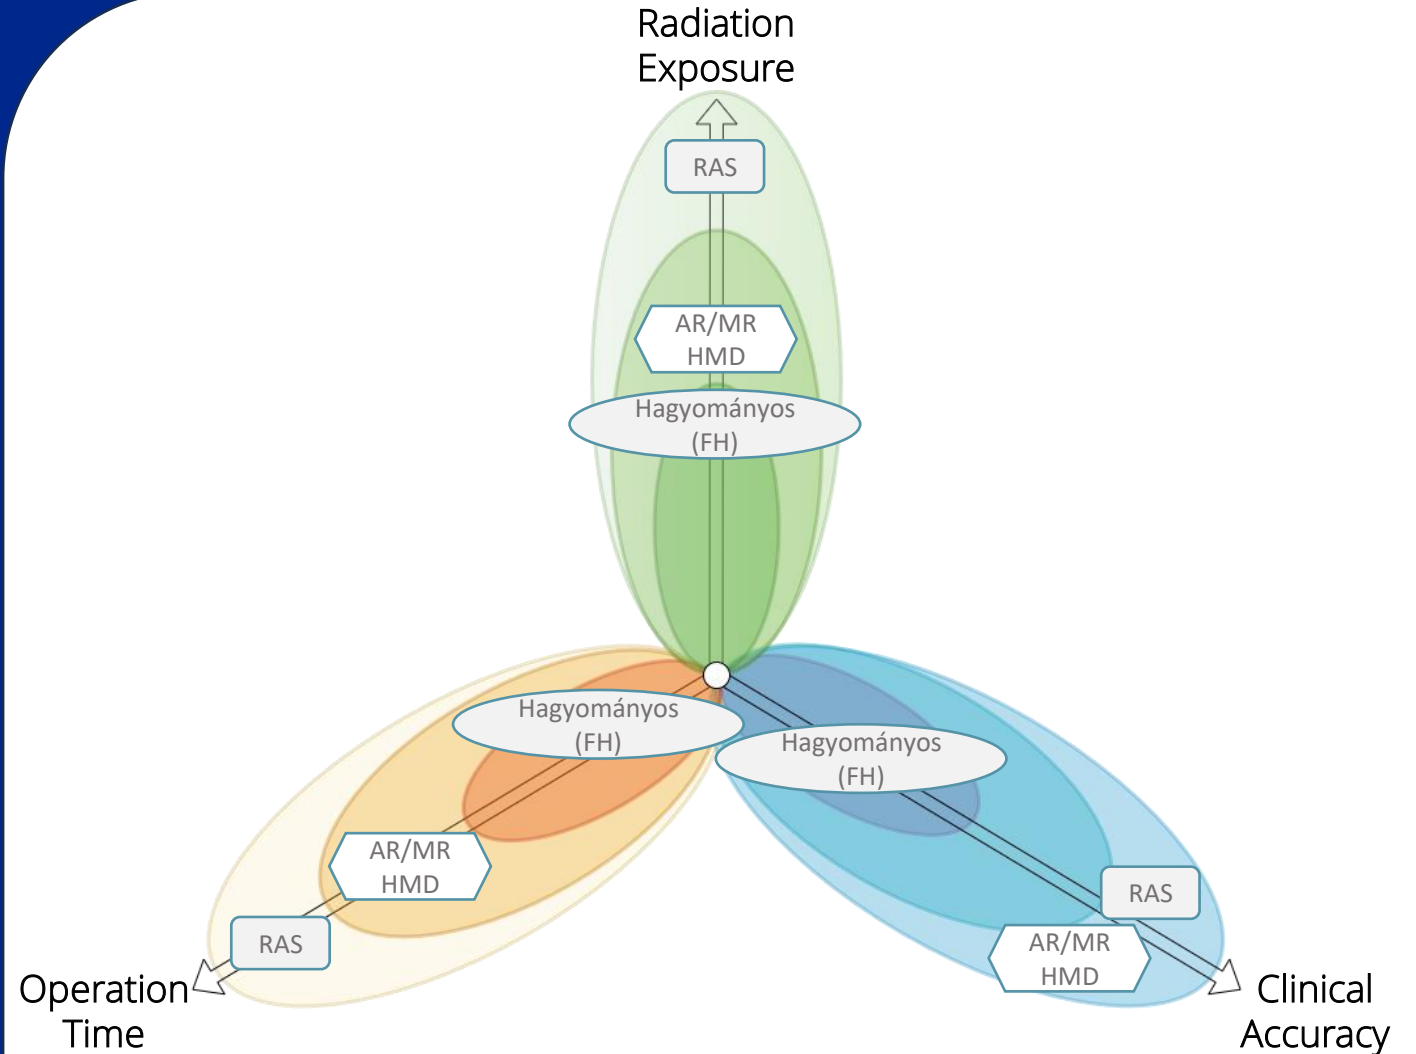 Radiation
Exposure
RAS
AR/MR
HMD
Hagyományos
(FH)
Hagyományos
(FH)
Hagyományos
(FH)
AR/MR
HMD
RAS
RAS
AR/MR
HMD
Operation
Time
Clinical
Accuracy